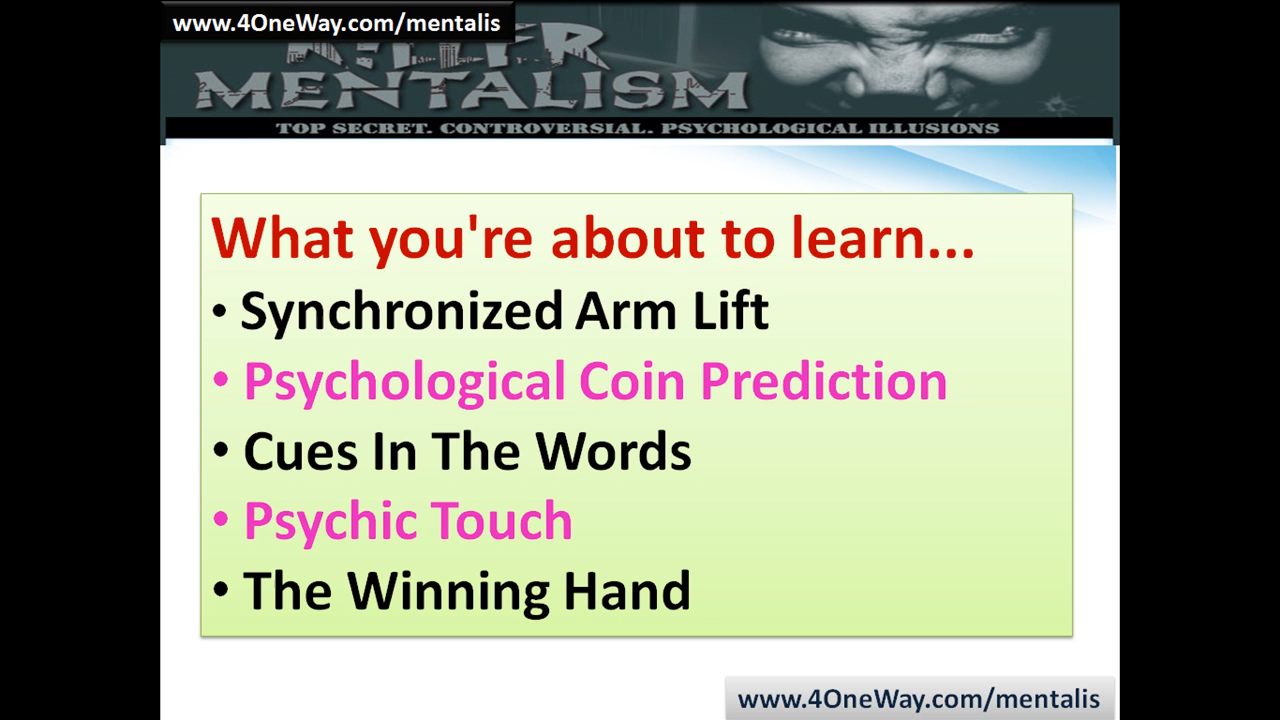 www.4OneWay.com/mentalis
MENTALISM
TOP SECRET. CONTROVERSIAL. PSYCHOLOGICAL ILLUSIONS
What you're about to learn...
• Synchronized Arm Lift
• Psychological Coin Prediction
• Cues In The Words
• Psychic Touch
• The Winning Hand
www.4OneWay.com/mentalis